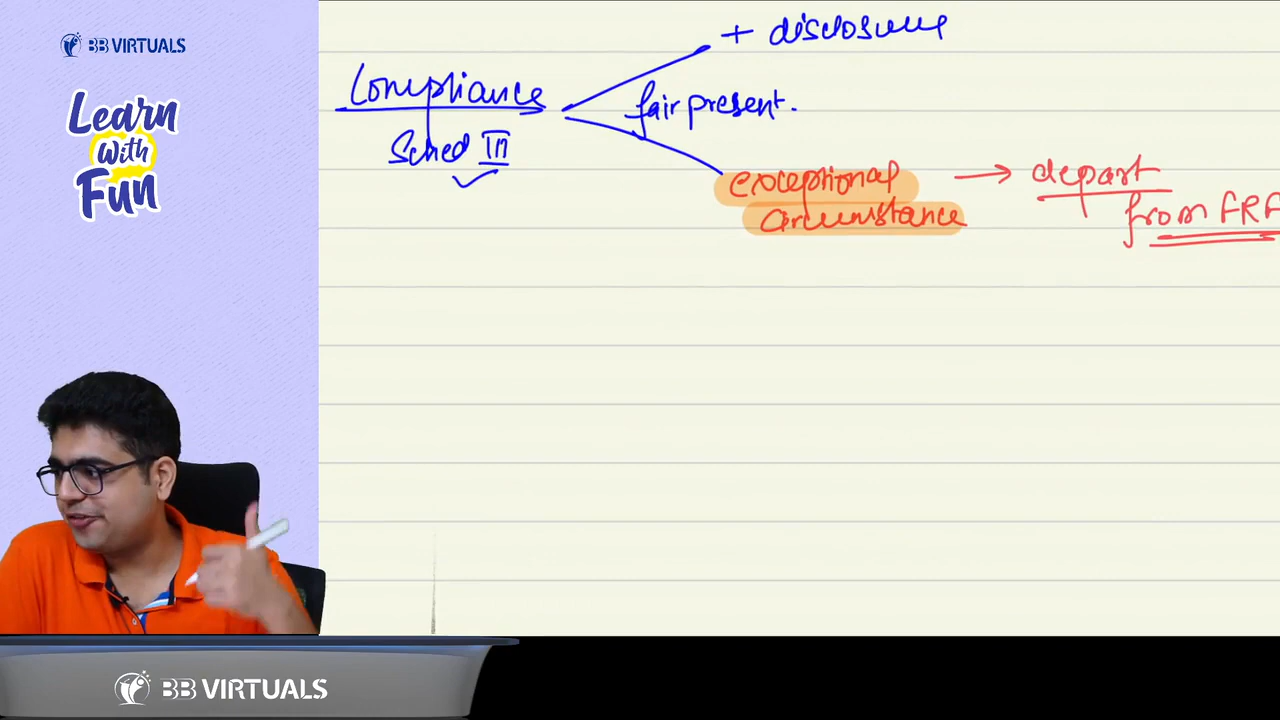 BB VIRTUALS
Learn
With
Fun
Compliance
Sched III
+ disclosure
fair present.
exceptional
circumstance
→ depart
from FRF
BB VIRTUALS